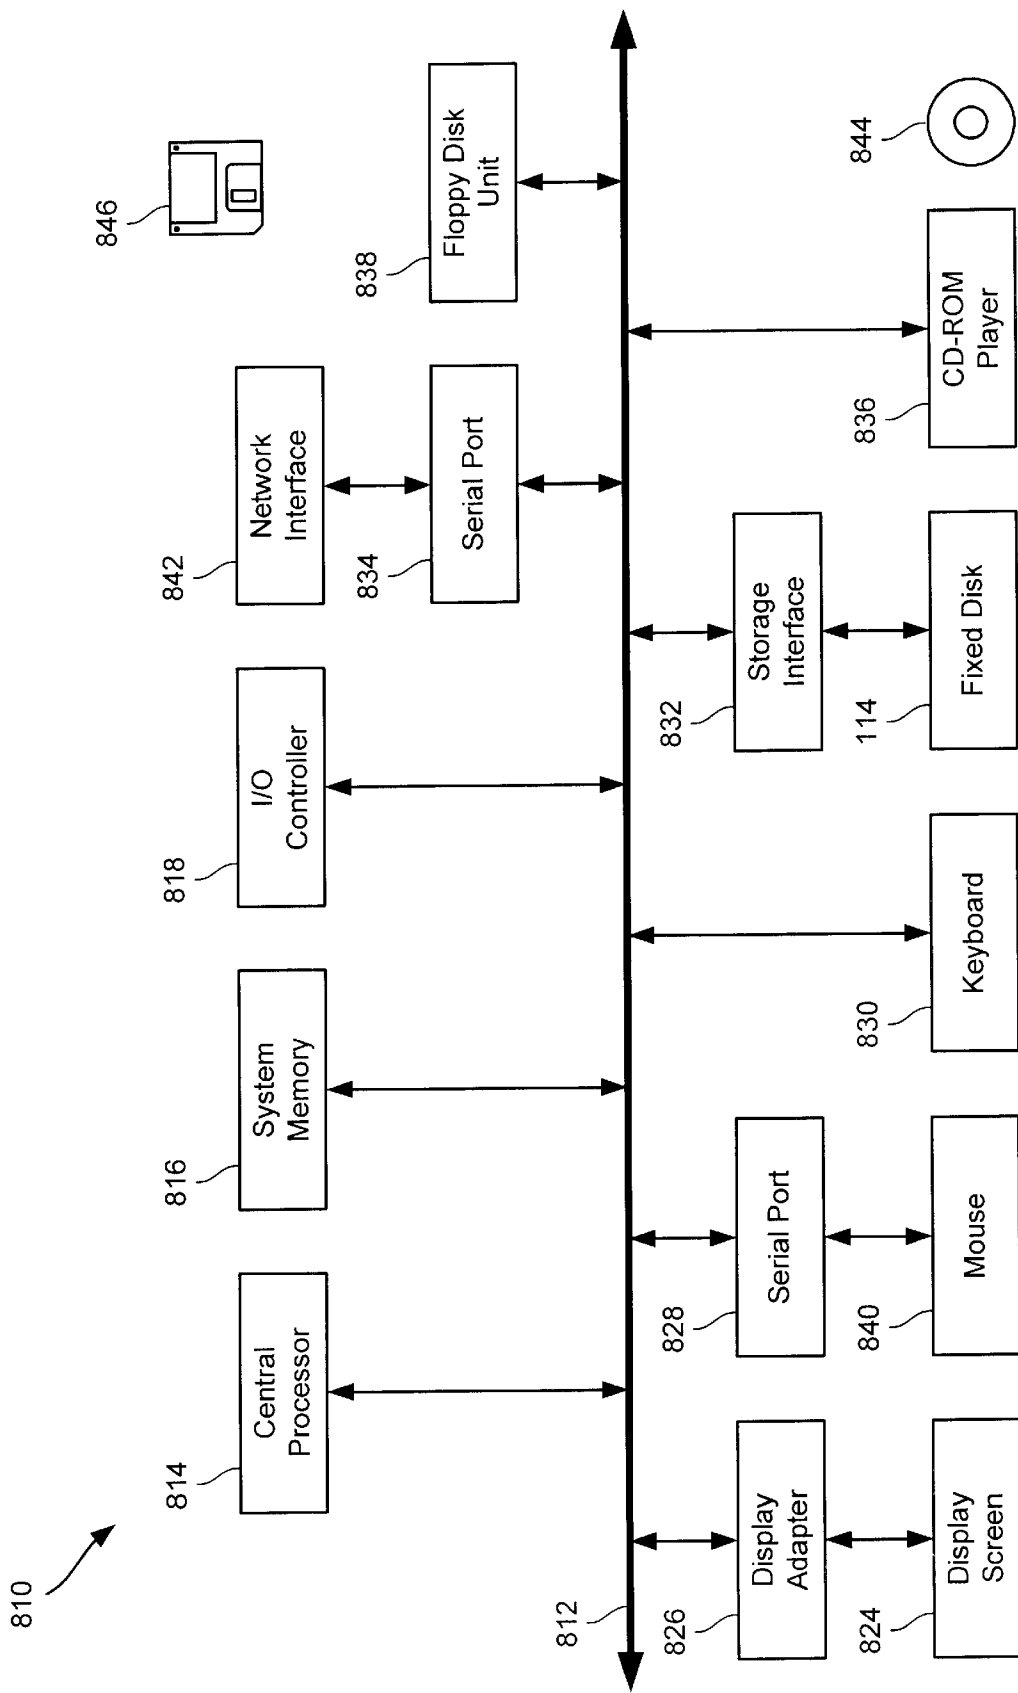 810
814
Central
Processor
816
System
Memory
818
I/O
Controller
842
Network
Interface
846
834
Serial Port
838
Floppy Disk
Unit
812
826
Display
Adapter
828
Serial Port
832
Storage
Interface
824
Display
Screen
840
Mouse
830
Keyboard
114
Fixed Disk
836
CD-ROM
Player
844